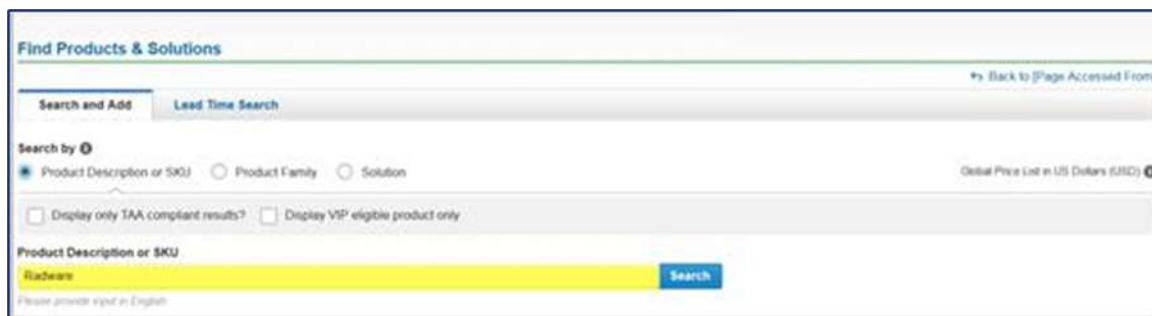 Find Products & Solutions
Back to [Page Accessed From
Search and Add Lead Time Search
Search by
Product Description or SKU Product Family Solution Global Price List in US Dollars (USD)
Display only TAA compliant results? Display VIP eligible product only
Product Description or SKU
Radware Search
Please provide input in English